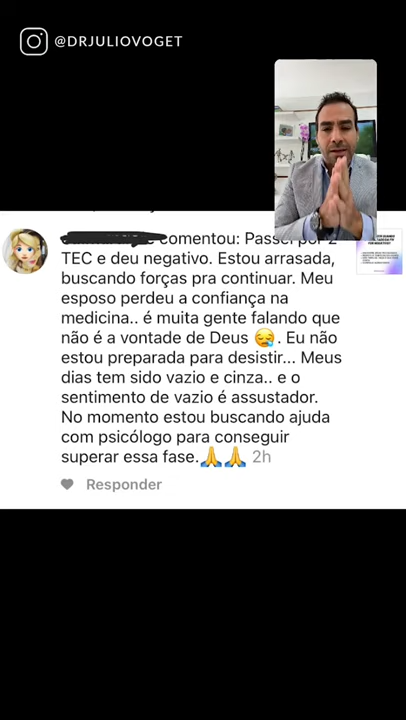 @DRJULIOVOGET
comentou: Passei por 2
TEC e deu negativo. Estou arrasada,
buscando forças pra continuar. Meu
esposo perdeu a confiança na
medicina.. é muita gente falando que
não é a vontade de Deus 😪. Eu não
estou preparada para desistir... Meus
dias tem sido vazio e cinza.. e o
sentimento de vazio é assustador.
No momento estou buscando ajuda
com psicólogo para conseguir
superar essa fase.🙏🙏 2h
Responder